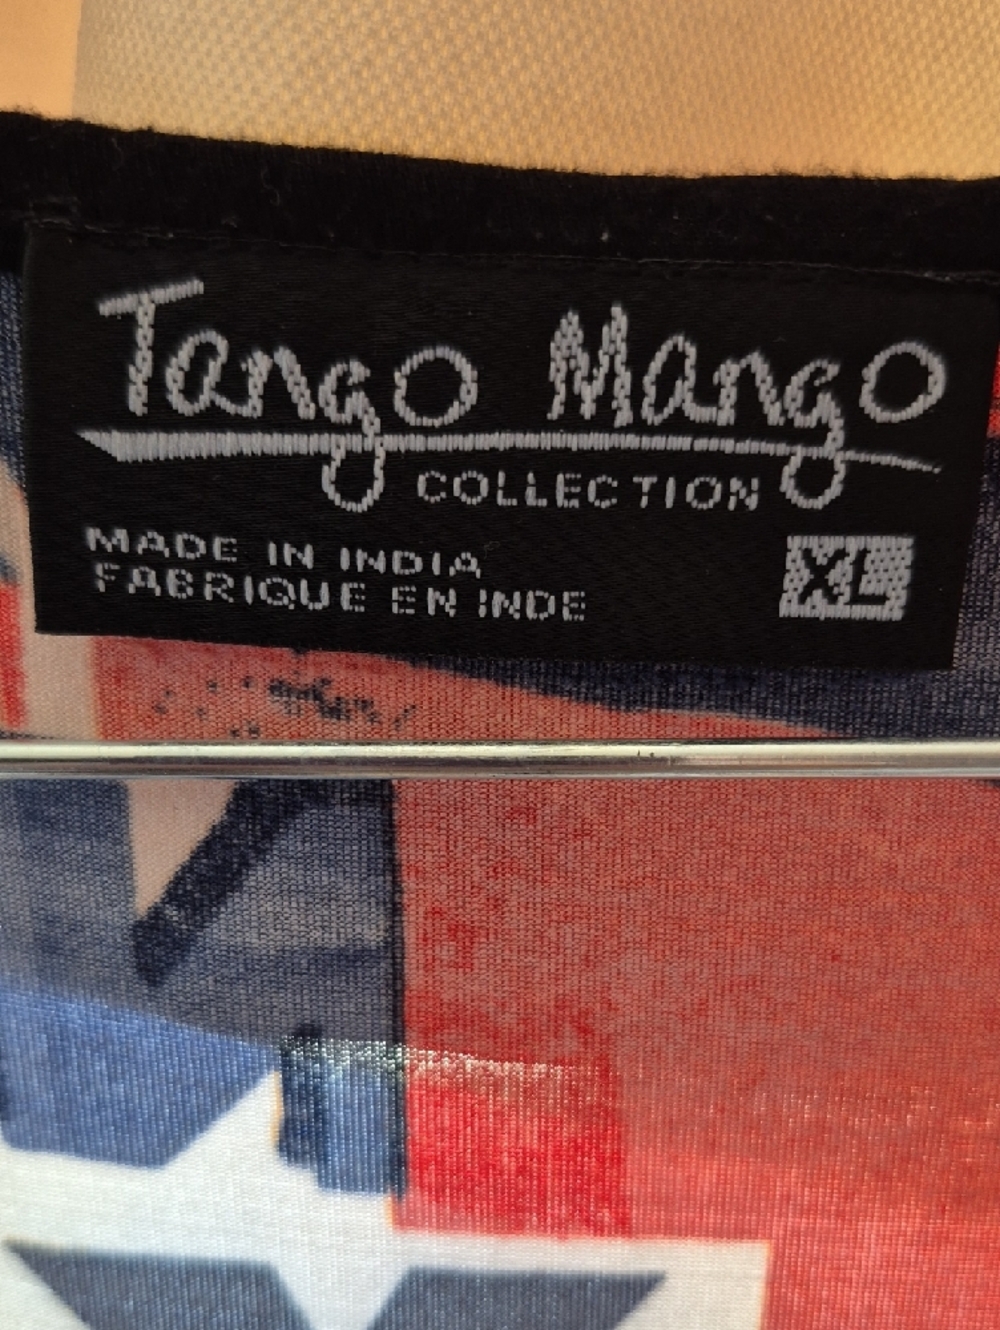 Tango Mango
COLLECTION
MADE IN INDIA
FABRIQUE EN INDE
XL